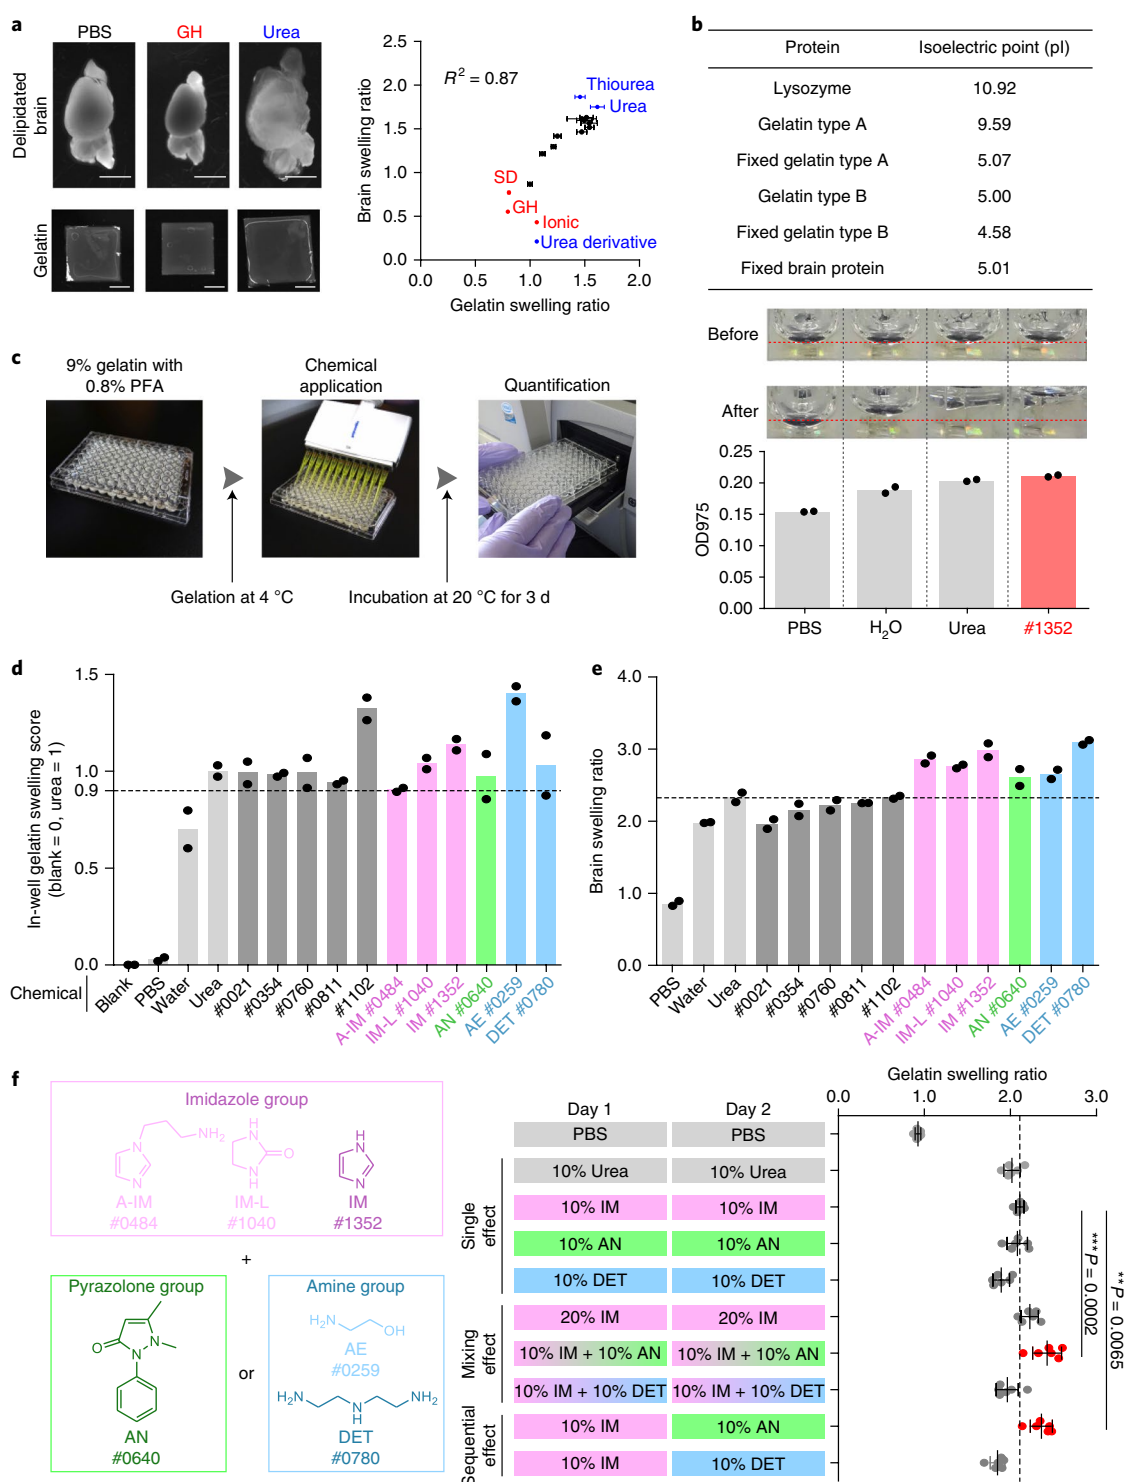 a
PBS
GH
Urea
Delipidated
brain
Gelatin
2.5
2.0
1.5
1.0
0.5
0.0
Brain swelling ratio
R² = 0.87
Thiourea
Urea
SD
GH
Ionic
Urea derivative
0.0
0.5
1.0
1.5
2.0
Gelatin swelling ratio
b
Protein
Isoelectric point (pI)
Lysozyme
10.92
Gelatin type A
9.59
Fixed gelatin type A
5.07
Gelatin type B
5.00
Fixed gelatin type B
4.58
Fixed brain protein
5.01
Before
After
0.25
0.20
0.15
0.10
0.05
0.00
OD975
PBS
H₂O
Urea
#1352
c
9% gelatin with
0.8% PFA
Chemical
application
Quantification
Gelation at 4 °C
Incubation at 20 °C for 3 d
d
1.5
1.0
0.9
0.5
0.0
In-well gelatin swelling score
(blank = 0, urea = 1)
Chemical
Blank
PBS
Water
Urea
#0021
#0354
#0760
#0811
#1102
A-IM #0484
IM-L #1040
IM #1352
AN #0640
AE #0259
DET #0780
e
4.0
3.0
2.0
1.0
0.0
Brain swelling ratio
PBS
Water
Urea
#0021
#0354
#0760
#0811
#1102
A-IM #0484
IM-L #1040
IM #1352
AN #0640
AE #0259
DET #0780
f
Imidazole group
NH₂
N
N
A-IM
#0484
H
N
O
N
H
IM-L
#1040
H
N
N
IM
#1352
+
Pyrazolone group
O
N
N
AN
#0640
or
Amine group
H₂N
OH
AE
#0259
H₂N
N
H
NH₂
DET
#0780
Day 1
Day 2
PBS
PBS
Single
effect
10% Urea
10% Urea
10% IM
10% IM
10% AN
10% AN
10% DET
10% DET
Mixing
effect
20% IM
20% IM
10% IM + 10% AN
10% IM + 10% AN
10% IM + 10% DET
10% IM + 10% DET
Sequential
effect
10% IM
10% AN
10% IM
10% DET
Gelatin swelling ratio
0.0
1.0
2.0
3.0
***P = 0.00002
**P = 0.0065